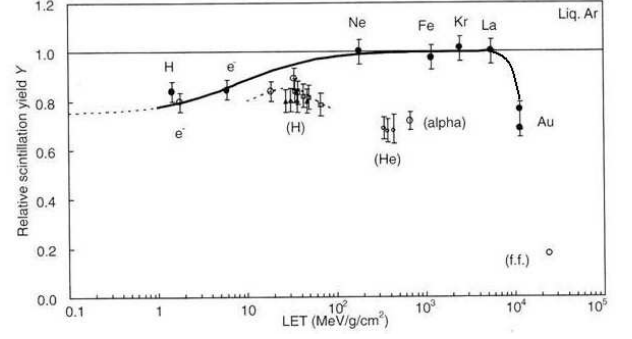 Liq. Ar
1.2
1.0
0.8
0.6
0.4
0.2
0.0
Relative scintillation yield Y
H
e-
e-
(H)
Ne
Fe
Kr
La
Au
(alpha)
(He)
(f.f.)
0.1
1
10
10²
10³
10⁴
10⁵
LET (MeV/g/cm²)